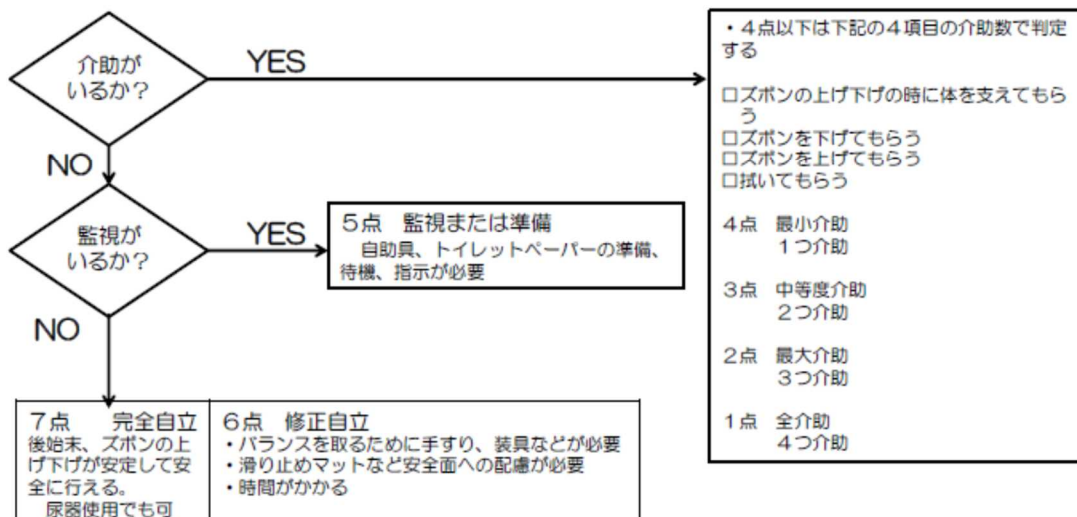 介助が
いるか？
YES
NO
監視が
いるか？
YES
NO
５点　監視または準備
自助具、トイレットペーパーの準備、
待機、指示が必要
７点　完全自立
後始末、ズボンの上
げ下げが安定して安
全に行える。
尿器使用でも可
６点　修正自立
・バランスを取るために手すり、装具などが必要
・滑り止めマットなど安全面への配慮が必要
・時間がかかる
・４点以下は下記の４項目の介助数で判定
する
□ズボンの上げ下げの時に体を支えてもら
う
□ズボンを下げてもらう
□ズボンを上げてもらう
□拭いてもらう
４点　最小介助
１つ介助
３点　中等度介助
２つ介助
２点　最大介助
３つ介助
１点　全介助
４つ介助